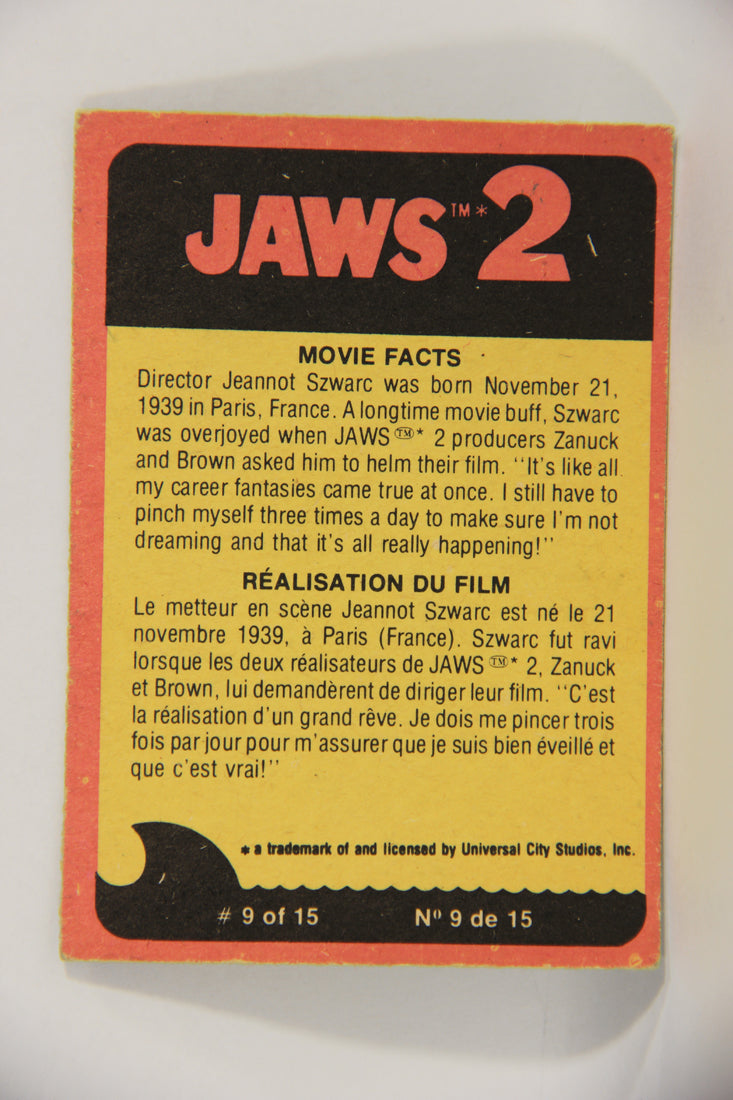 JAWS™* 2
MOVIE FACTS
Director Jeannot Szwarc was born November 21,
1939 in Paris, France. A longtime movie buff, Szwarc
was overjoyed when JAWS ™* 2 producers Zanuck
and Brown asked him to helm their film. ‘‘It's like all
my career fantasies came true at once. I still have to
pinch myself three times a day to make sure I'm not
dreaming and that it's all really happening!’’
RÉALISATION DU FILM
Le metteur en scène Jeannot Szwarc est né le 21
novembre 1939, à Paris (France). Szwarc fut ravi
lorsque les deux réalisateurs de JAWS ™* 2, Zanuck
et Brown, lui demandèrent de diriger leur film. ‘‘C'est
la réalisation d'un grand rêve. Je dois me pincer trois
fois par jour pour m'assurer que je suis bien éveillé et
que c'est vrai!’’
* a trademark of and licensed by Universal City Studios, Inc.
# 9 of 15 Nº 9 de 15